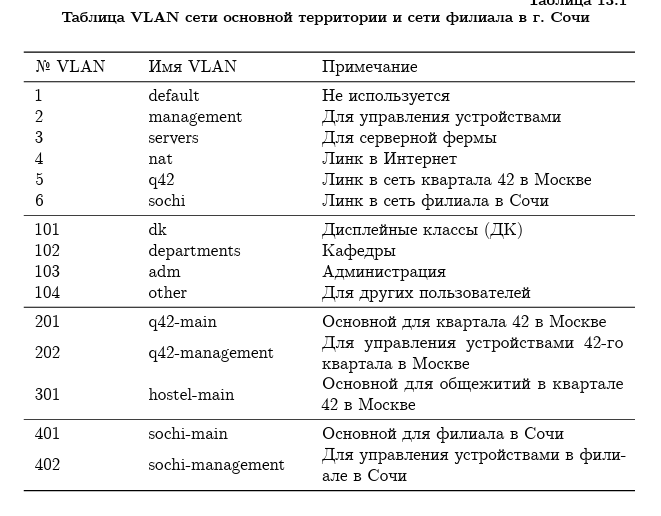 Таблица 13.1
Таблица VLAN сети основной территории и сети филиала в г. Сочи
№ VLAN Имя VLAN Примечание
1 default Не используется
2 management Для управления устройствами
3 servers Для серверной фермы
4 nat Линк в Интернет
5 q42 Линк в сеть квартала 42 в Москве
6 sochi Линк в сеть филиала в Сочи
101 dk Дисплейные классы (ДК)
102 departments Кафедры
103 adm Администрация
104 other Для других пользователей
201 q42-main Основной для квартала 42 в Москве
202 q42-management Для управления устройствами 42-го
квартала в Москве
301 hostel-main Основной для общежитий в квартале
42 в Москве
401 sochi-main Основной для филиала в Сочи
402 sochi-management Для управления устройствами в фили-
але в Сочи